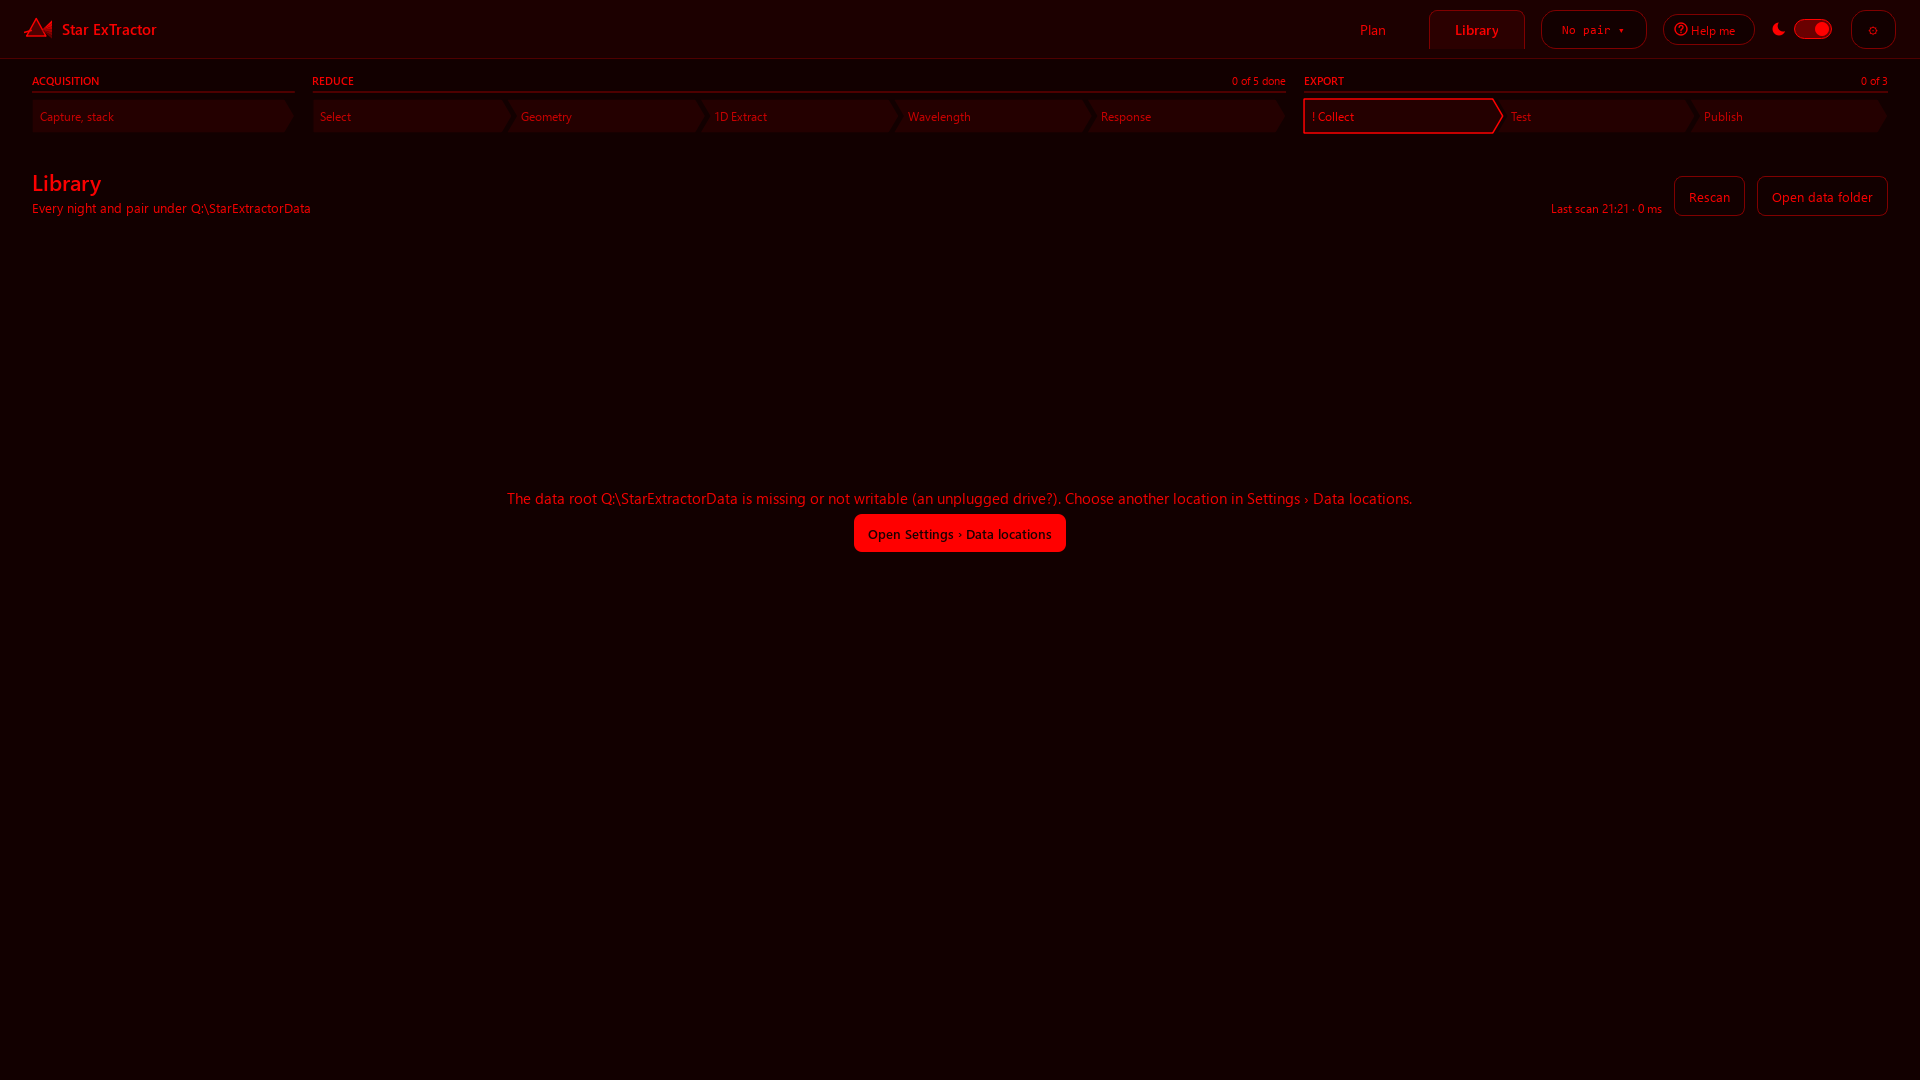 Star ExTractor
Plan
Library
No pair ▾
Help me
ACQUISITION
REDUCE
0 of 5 done
EXPORT
0 of 3
Capture, stack
Select
Geometry
1D Extract
Wavelength
Response
! Collect
Test
Publish
Library
Every night and pair under Q:\StarExtractorData
Last scan 21:21 · 0 ms
Rescan
Open data folder
The data root Q:\StarExtractorData is missing or not writable (an unplugged drive?). Choose another location in Settings › Data locations.
Open Settings › Data locations